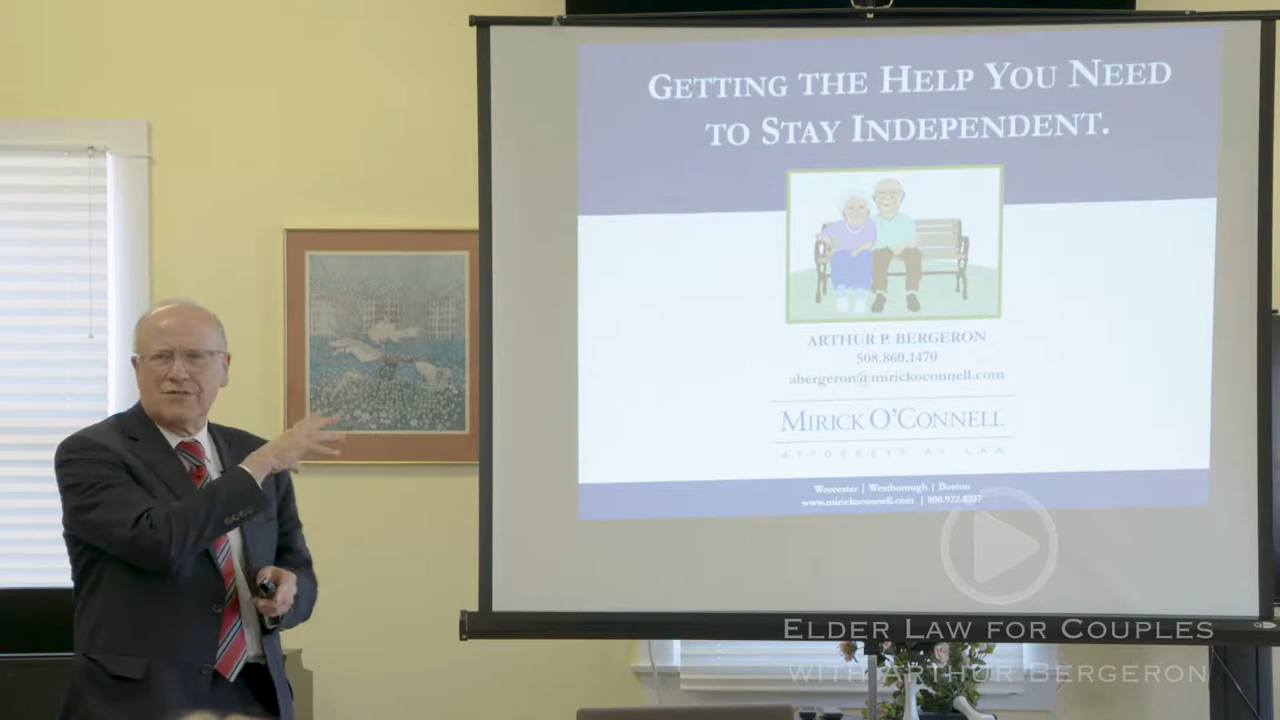 GETTING THE HELP YOU NEED
TO STAY INDEPENDENT.
ARTHUR P. BERGERON
508.860.1470
abergeron@mirickoconnell.com
MIRICK O'CONNELL
ATTORNEYS AT LAW
Worcester | Westborough | Boston
www.mirickoconnell.com | 800.922.8337
ELDER LAW FOR COUPLES
WITH ARTHUR BERGERON